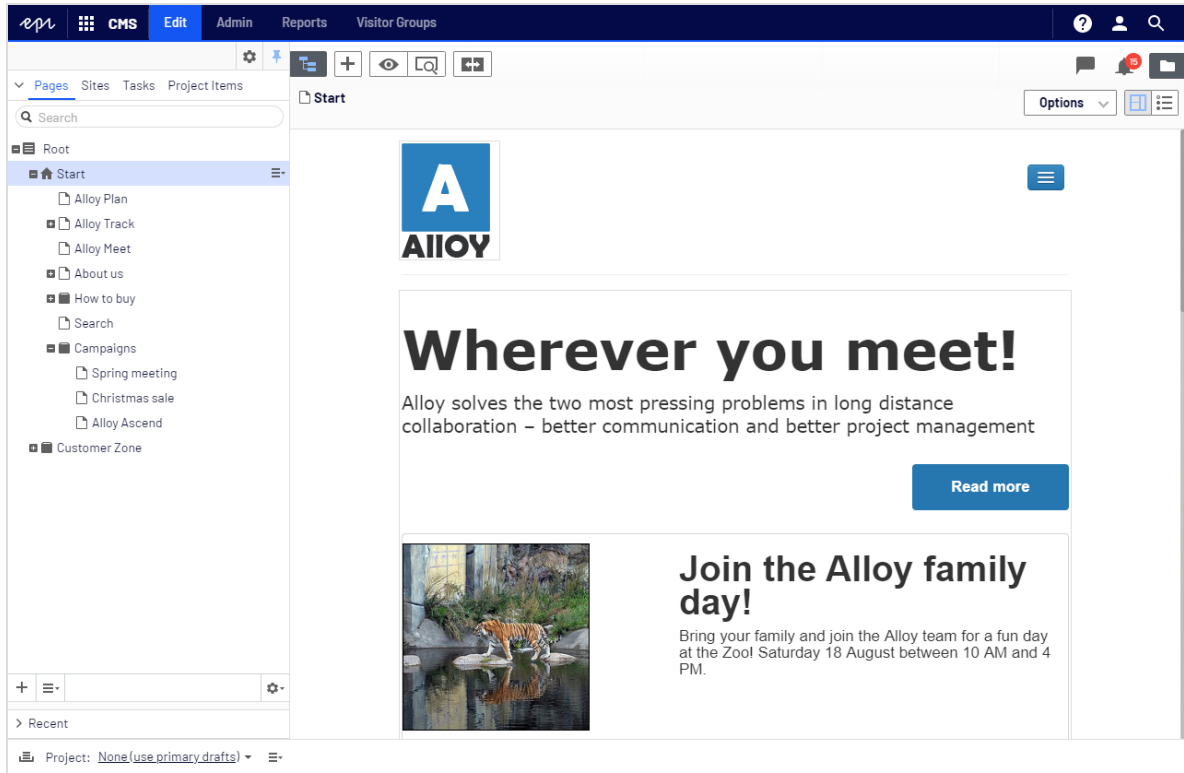 epi CMS Edit Admin Reports Visitor Groups
15
Pages Sites Tasks Project Items
Start
Options
Search
Root
Start
Alloy Plan
Alloy Track
Alloy Meet
About us
How to buy
Search
Campaigns
Spring meeting
Christmas sale
Alloy Ascend
Customer Zone
Recent
Project: None (use primary drafts)
A
Alloy
Wherever you meet!
Alloy solves the two most pressing problems in long distance
collaboration – better communication and better project management
Read more
Join the Alloy family
day!
Bring your family and join the Alloy team for a fun day
at the Zoo! Saturday 18 August between 10 AM and 4
PM.